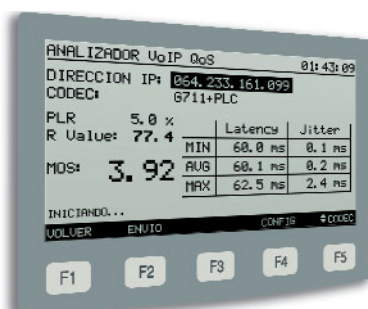 ANALIZADOR VoIP QoS 01:43:09
DIRECCION IP: 064.233.161.099
CODEC: G711+PLC
PLR 5.0 %
R Value: 77.4
Latency Jitter
MIN 60.0 ms 0.1 ms
MOS: 3.92 AVG 60.1 ms 0.2 ms
MAX 62.5 ms 2.4 ms
INICIANDO...
VOLVER ENVIO CONFIG CODEC
F1 F2 F3 F4 F5